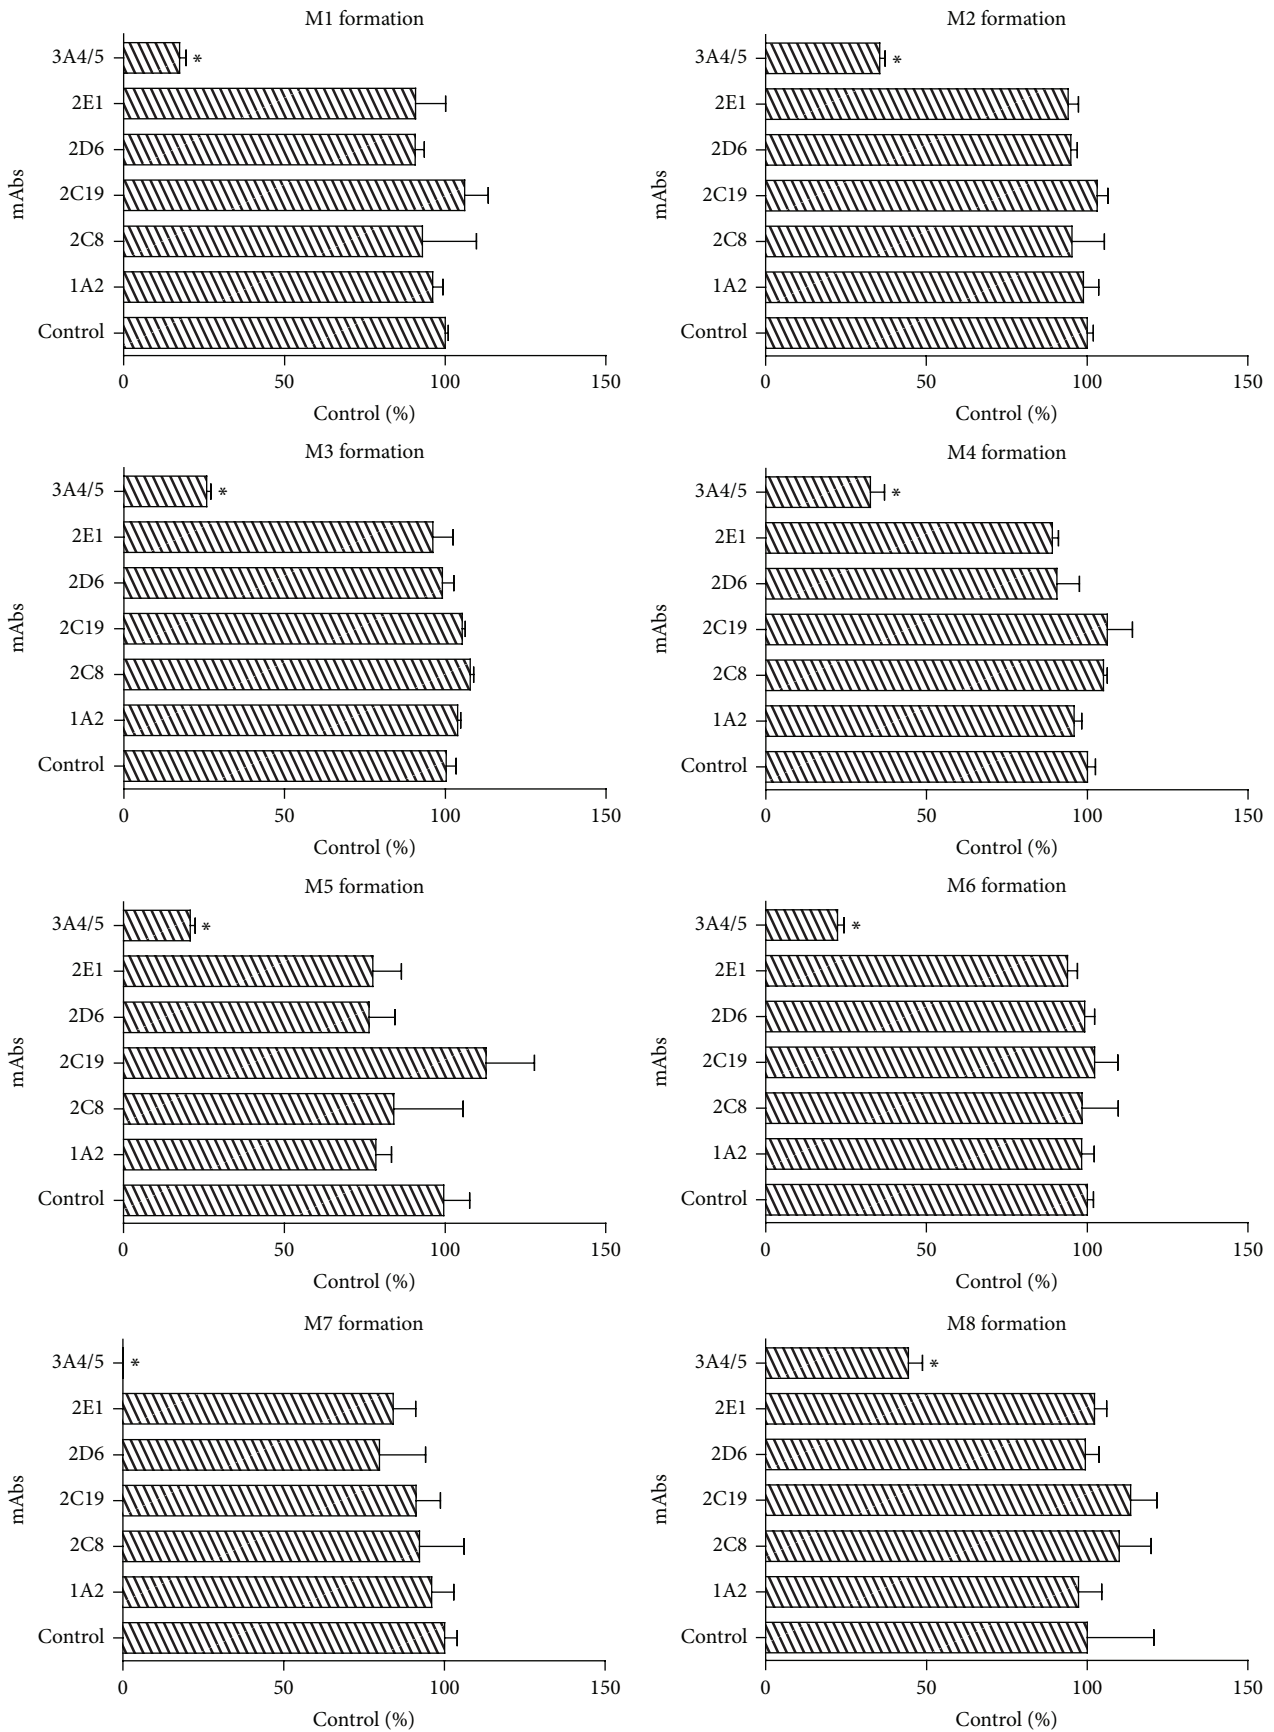 M1 formation
3A4/5
*
2E1
2D6
2C19
2C8
1A2
Control
mAbs
0 50 100 150
Control (%)
M2 formation
3A4/5
*
2E1
2D6
2C19
2C8
1A2
Control
mAbs
0 50 100 150
Control (%)
M3 formation
3A4/5
*
2E1
2D6
2C19
2C8
1A2
Control
mAbs
0 50 100 150
Control (%)
M4 formation
3A4/5
*
2E1
2D6
2C19
2C8
1A2
Control
mAbs
0 50 100 150
Control (%)
M5 formation
3A4/5
*
2E1
2D6
2C19
2C8
1A2
Control
mAbs
0 50 100 150
Control (%)
M6 formation
3A4/5
*
2E1
2D6
2C19
2C8
1A2
Control
mAbs
0 50 100 150
Control (%)
M7 formation
3A4/5
*
2E1
2D6
2C19
2C8
1A2
Control
mAbs
0 50 100 150
Control (%)
M8 formation
3A4/5
*
2E1
2D6
2C19
2C8
1A2
Control
mAbs
0 50 100 150
Control (%)